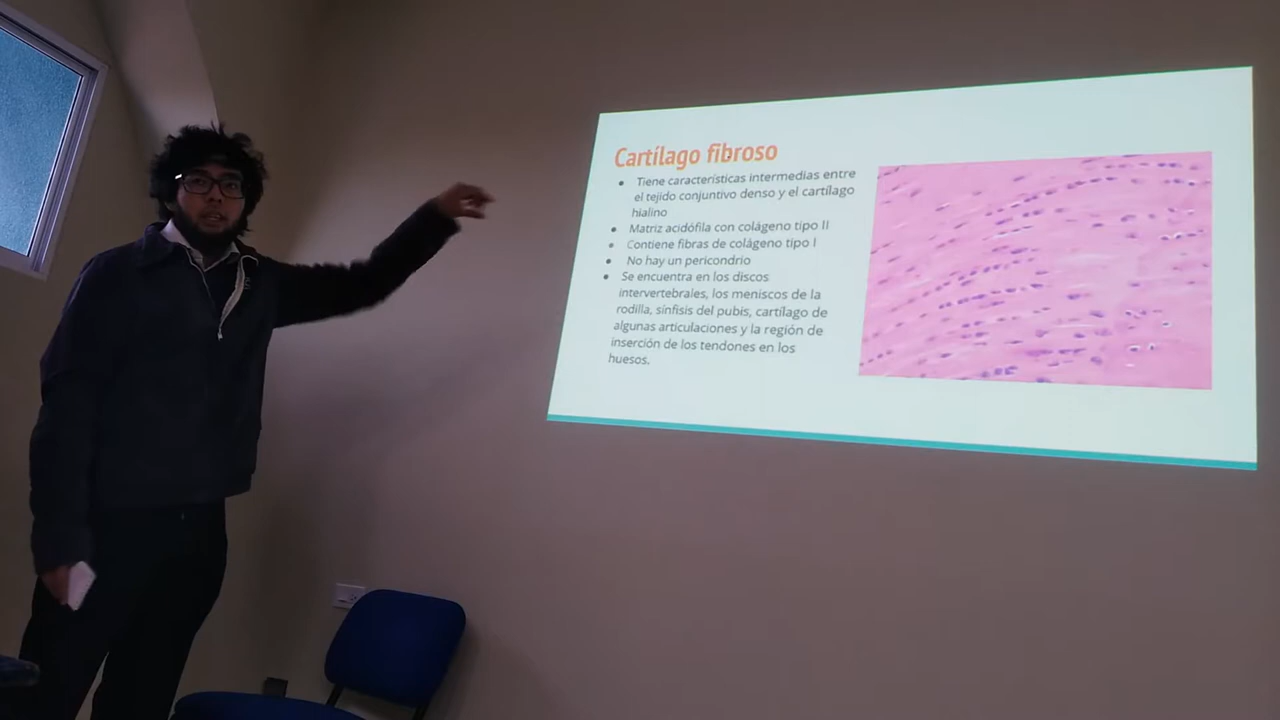 Cartílago fibroso
• Tiene características intermedias entre
el tejido conjuntivo denso y el cartílago
hialino
• Matriz acidófila con colágeno tipo II
• Contiene fibras de colágeno tipo I
• No hay un pericondrio
• Se encuentra en los discos
intervertebrales, los meniscos de la
rodilla, sínfisis del pubis, cartílago de
algunas articulaciones y la región de
inserción de los tendones en los
huesos.